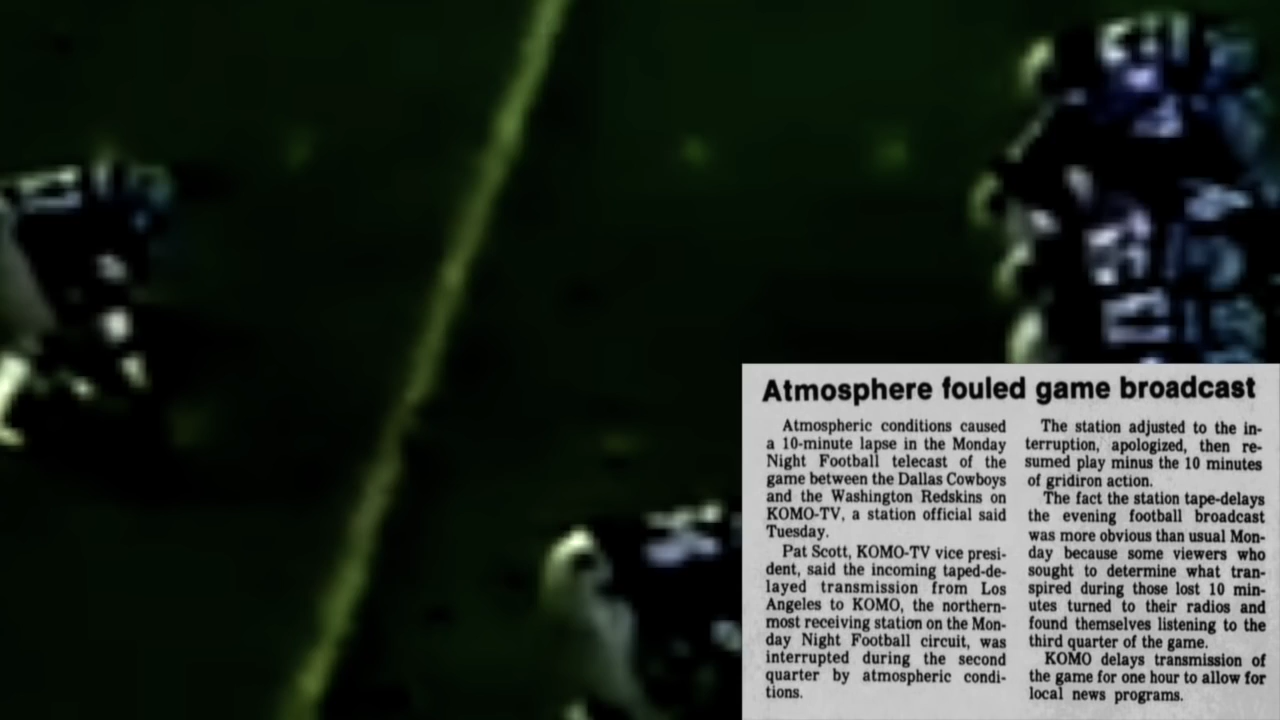 Atmosphere fouled game broadcast
Atmospheric conditions caused
a 10-minute lapse in the Monday
Night Football telecast of the
game between the Dallas Cowboys
and the Washington Redskins on
KOMO-TV, a station official said
Tuesday.
Pat Scott, KOMO-TV vice presi-
dent, said the incoming taped-de-
layed transmission from Los
Angeles to KOMO, the northern-
most receiving station on the Mon-
day Night Football circuit, was
interrupted during the second
quarter by atmospheric condi-
tions.
The station adjusted to the in-
terruption, apologized, then re-
sumed play minus the 10 minutes
of gridiron action.
The fact the station tape-delays
the evening football broadcast
was more obvious than usual Mon-
day because some viewers who
sought to determine what tran-
spired during those lost 10 min-
utes turned to their radios and
found themselves listening to the
third quarter of the game.
KOMO delays transmission of
the game for one hour to allow for
local news programs.